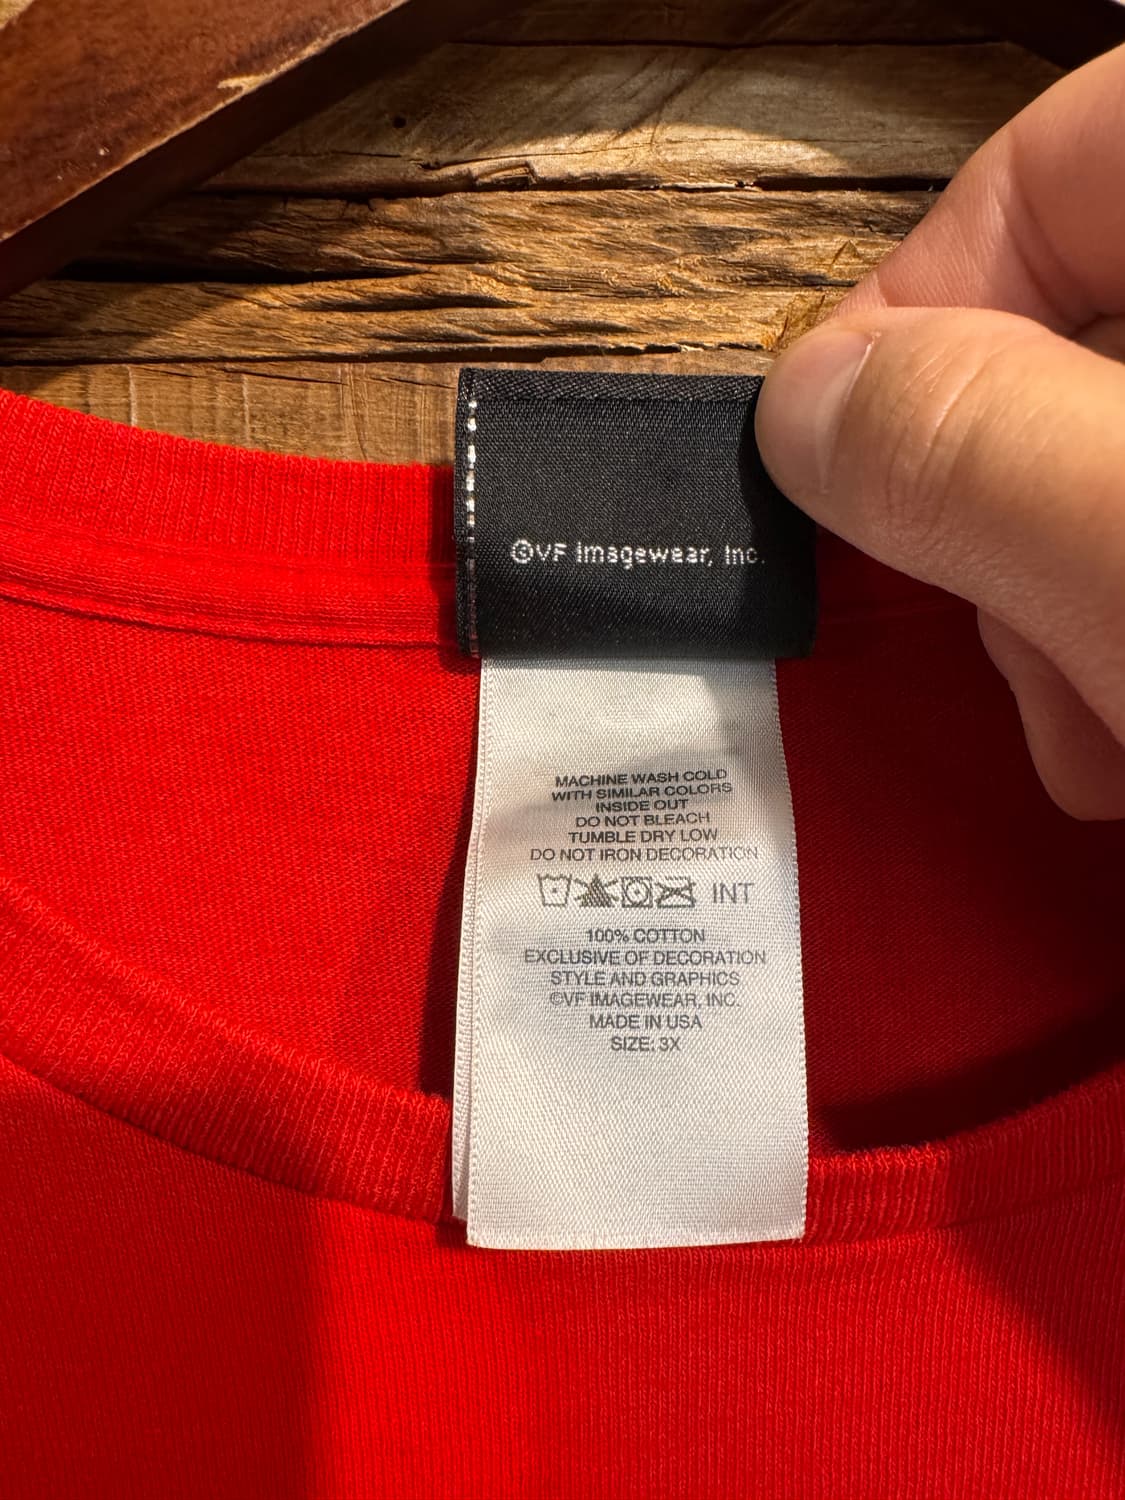 ©VF Imagewear, Inc.
MACHINE WASH COLD
WITH SIMILAR COLORS
INSIDE OUT
DO NOT BLEACH
TUMBLE DRY LOW
DO NOT IRON DECORATION
INT
100% COTTON
EXCLUSIVE OF DECORATION
STYLE AND GRAPHICS
©VF IMAGEWEAR, INC.
MADE IN USA
SIZE: 3X